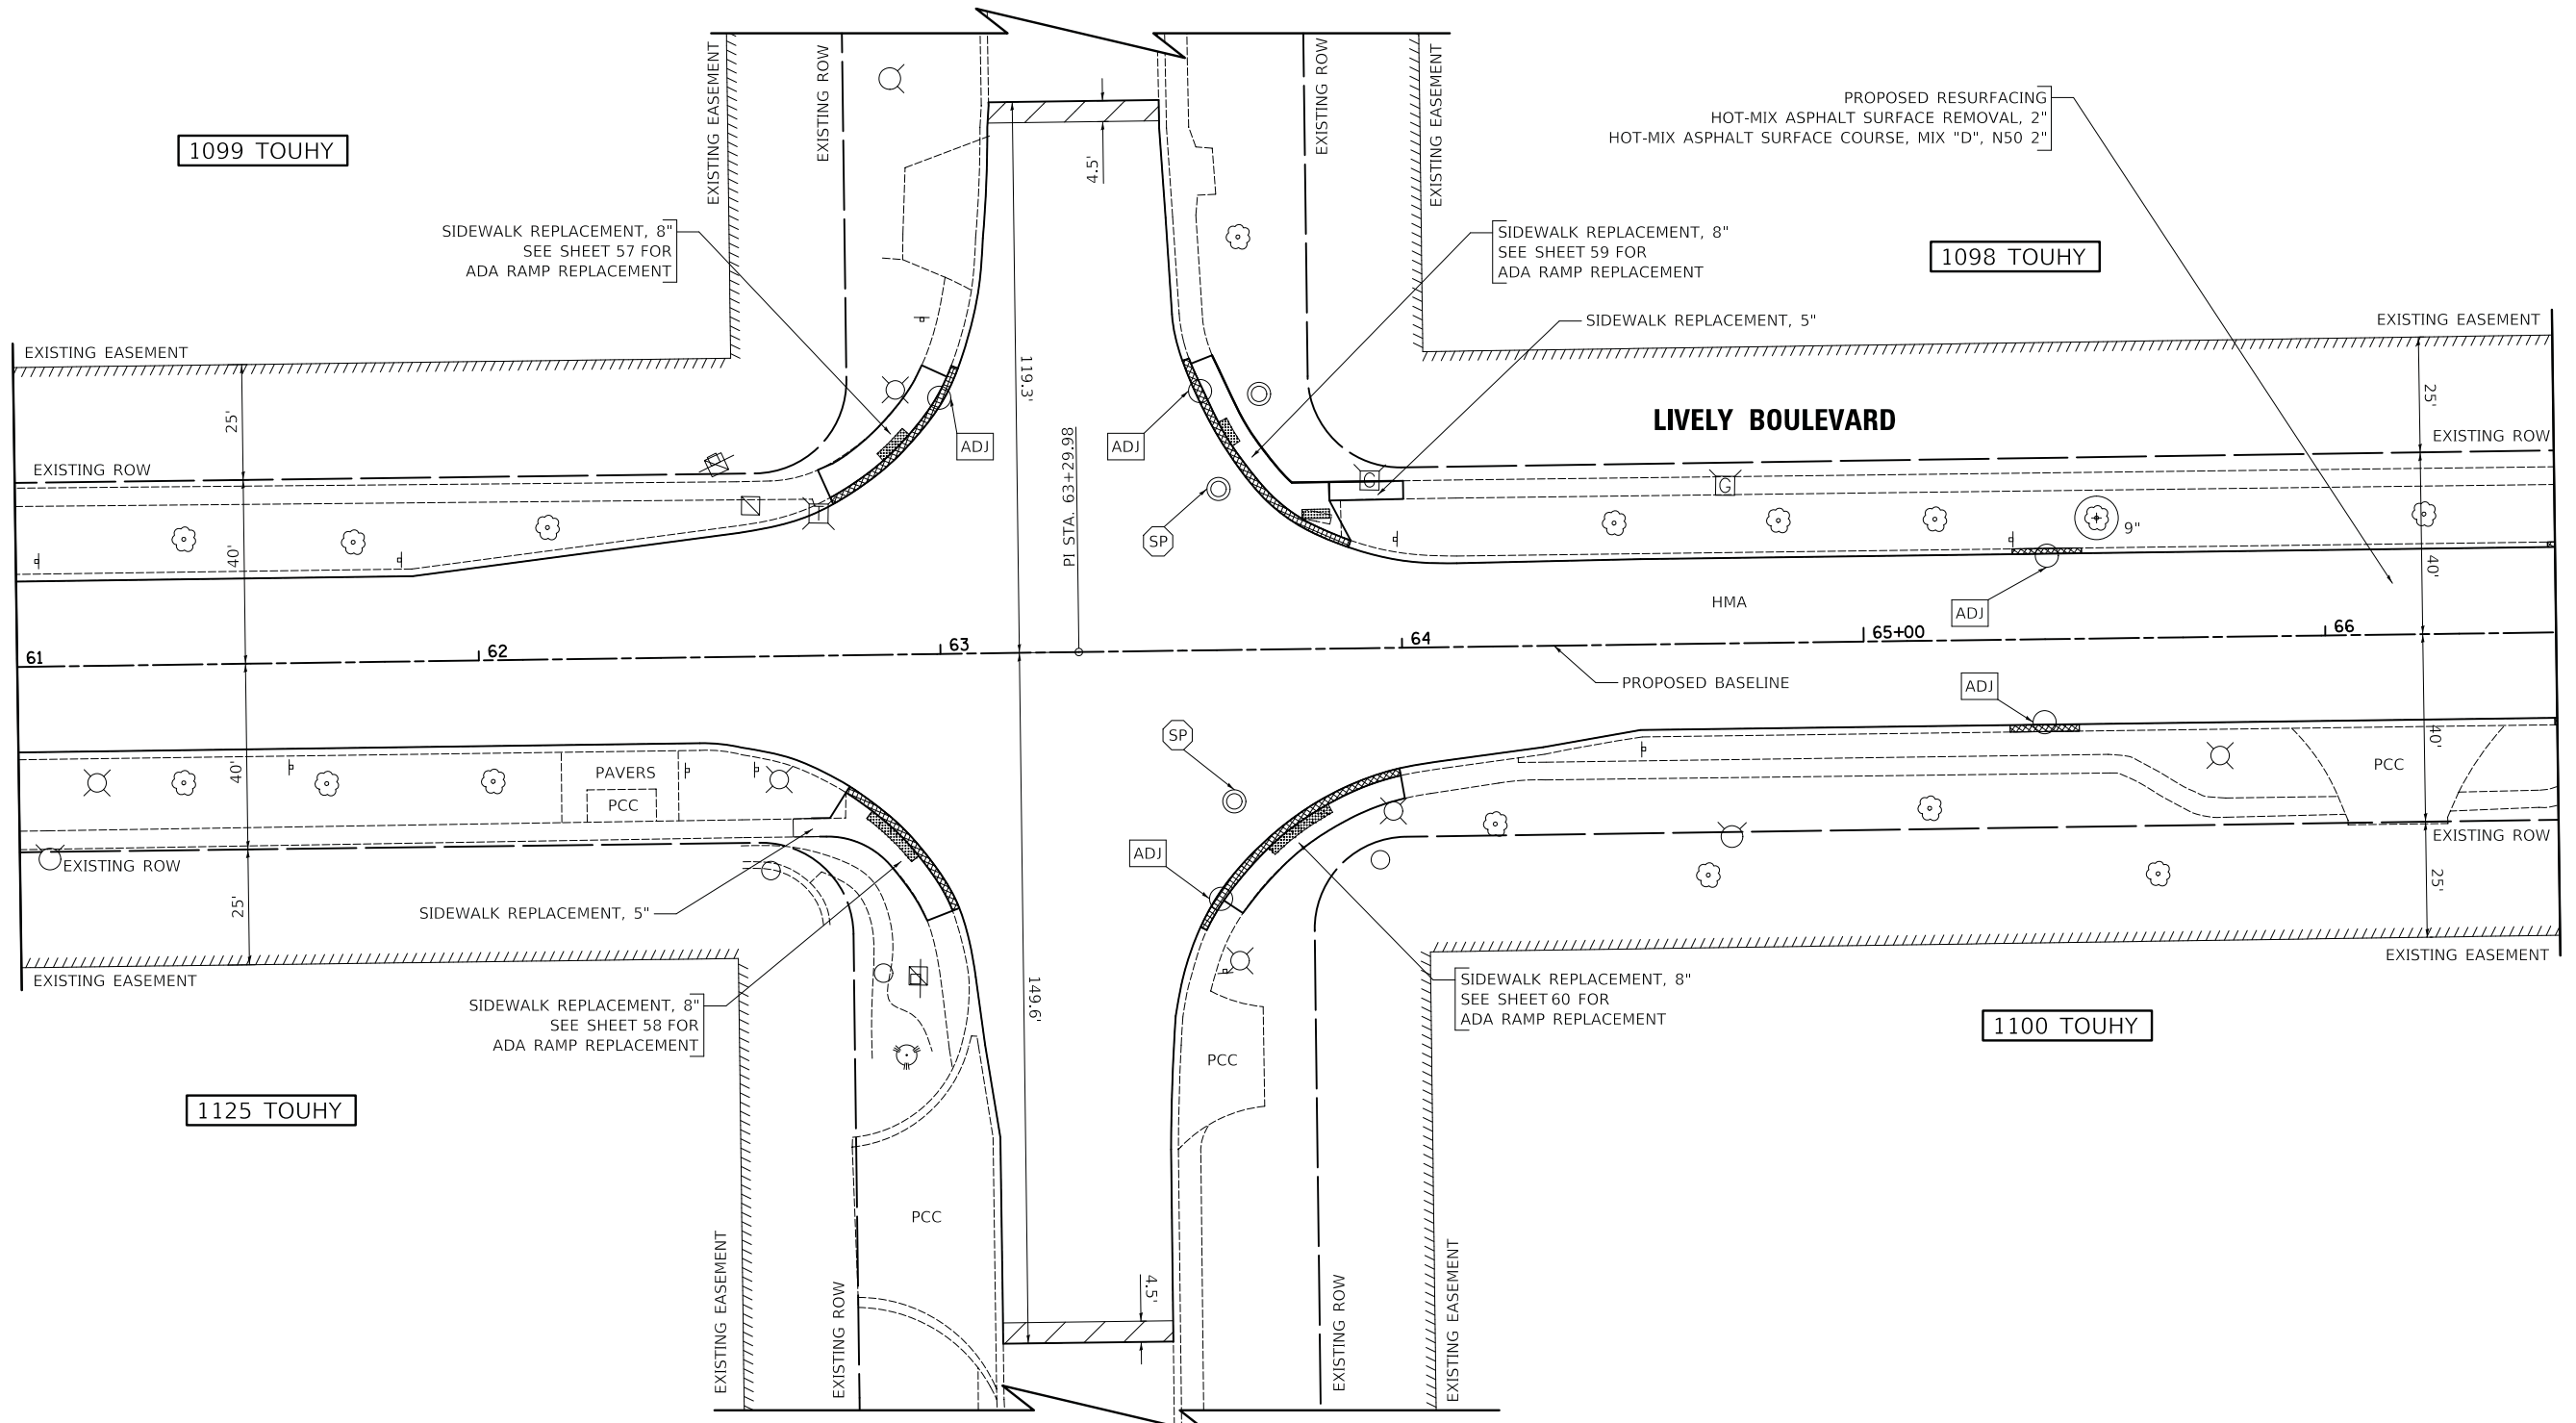 EXISTING EASEMENT
EXISTING ROW
EXISTING ROW
EXISTING EASEMENT
PROPOSED RESURFACING
HOT-MIX ASPHALT SURFACE REMOVAL, 2"
HOT-MIX ASPHALT SURFACE COURSE, MIX "D", N50 2"
1099 TOUHY
4.5'
SIDEWALK REPLACEMENT, 8"
SEE SHEET 57 FOR
ADA RAMP REPLACEMENT
SIDEWALK REPLACEMENT, 8"
SEE SHEET 59 FOR
ADA RAMP REPLACEMENT
1098 TOUHY
SIDEWALK REPLACEMENT, 5"
EXISTING EASEMENT
EXISTING EASEMENT
119.3'
25'
25'
LIVELY BOULEVARD
ADJ
ADJ
EXISTING ROW
EXISTING ROW
G
G
PI STA. 63+29.98
SP
9"
40'
40'
HMA
ADJ
61
62
63
64
65+00
66
PROPOSED BASELINE
ADJ
SP
40'
PAVERS
PCC
40'
PCC
EXISTING ROW
ADJ
EXISTING ROW
25'
25'
SIDEWALK REPLACEMENT, 5"
EXISTING EASEMENT
EXISTING EASEMENT
SIDEWALK REPLACEMENT, 8"
SEE SHEET 58 FOR
ADA RAMP REPLACEMENT
149.6'
SIDEWALK REPLACEMENT, 8"
SEE SHEET 60 FOR
ADA RAMP REPLACEMENT
1100 TOUHY
PCC
1125 TOUHY
PCC
4.5'
EXISTING EASEMENT
EXISTING ROW
EXISTING ROW
EXISTING EASEMENT